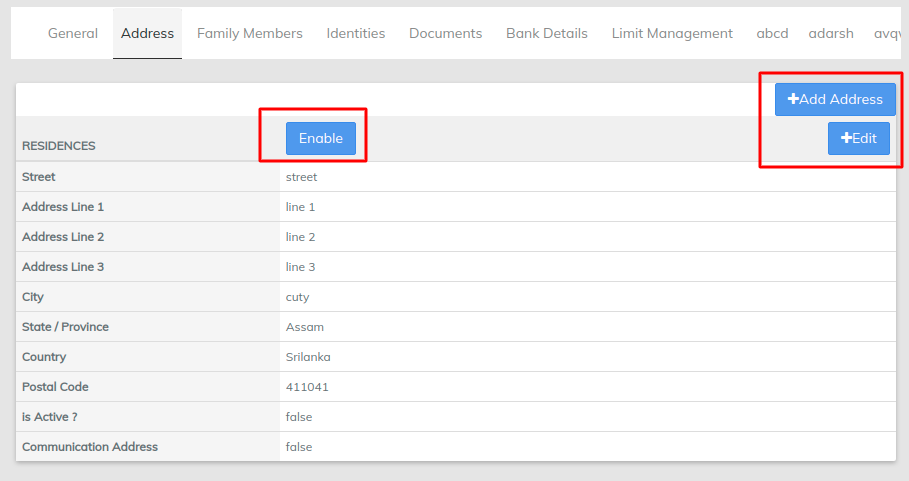 General Address Family Members Identities Documents Bank Details Limit Management abcd adarsh
+Add Address
RESIDENCES Enable +Edit
Street street
Address Line 1 line 1
Address Line 2 line 2
Address Line 3 line 3
City cuty
State / Province Assam
Country Srilanka
Postal Code 411041
is Active ? false
Communication Address false